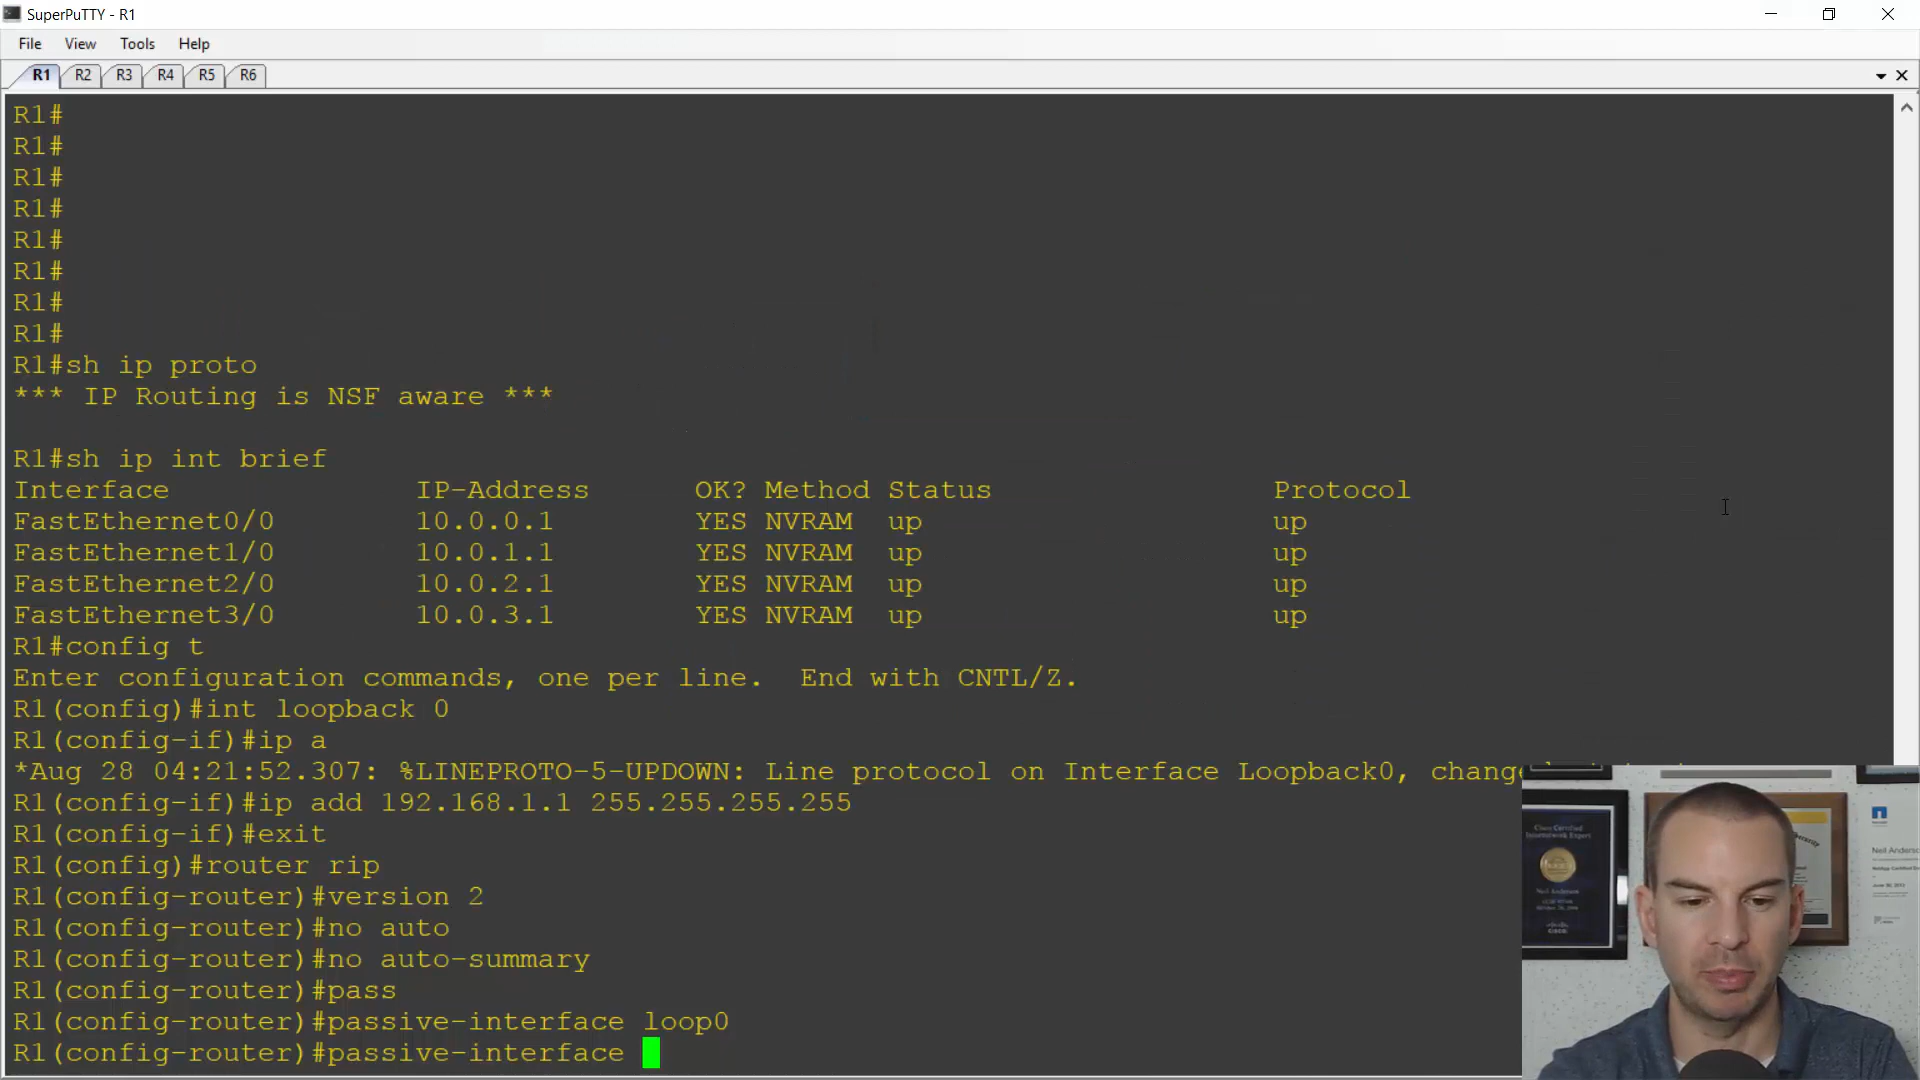 SuperPuTTY - R1
File View Tools Help
R1 R2 R3 R4 R5 R6
R1#
R1#
R1#
R1#
R1#
R1#
R1#
R1#
R1#sh ip proto
*** IP Routing is NSF aware ***
R1#sh ip int brief
Interface IP-Address OK? Method Status Protocol
FastEthernet0/0 10.0.0.1 YES NVRAM up up
FastEthernet1/0 10.0.1.1 YES NVRAM up up
FastEthernet2/0 10.0.2.1 YES NVRAM up up
FastEthernet3/0 10.0.3.1 YES NVRAM up up
R1#config t
Enter configuration commands, one per line. End with CNTL/Z.
R1(config)#int loopback 0
R1(config-if)#ip a
*Aug 28 04:21:52.307: %LINEPROTO-5-UPDOWN: Line protocol on Interface Loopback0,
R1(config-if)#ip add 192.168.1.1 255.255.255.255
R1(config-if)#exit
R1(config)#router rip
R1(config-router)#version 2
R1(config-router)#no auto
R1(config-router)#no auto-summary
R1(config-router)#pass
R1(config-router)#passive-interface loop0
R1(config-router)#passive-interface
Cisco Certified
Internetwork Expert
Neil Anderson